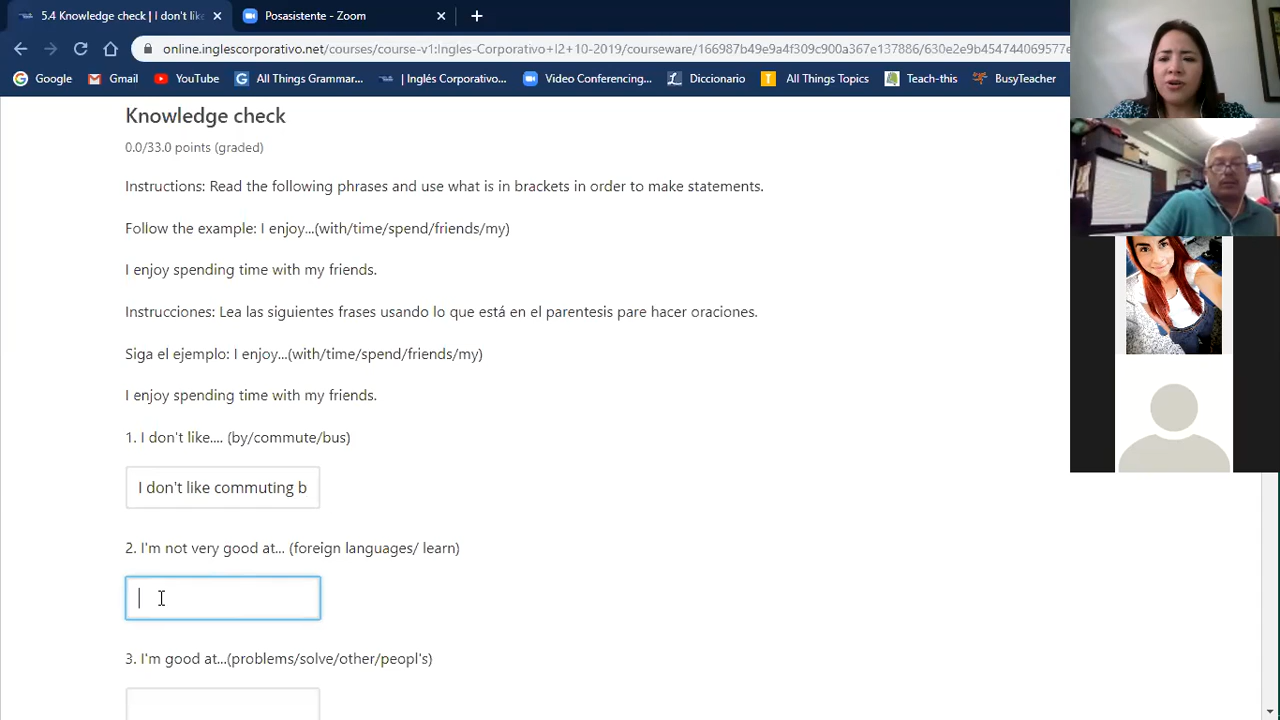 5.4 Knowledge check | I don't like
Posasistente - Zoom
online.inglescorporativo.net/courses/course-v1:Ingles-Corporativo+I2+10-2019/courseware/166987b49e9a4f309c900a367e137886/630e2e9b454744069577e
Google Gmail YouTube All Things Grammar... | Inglés Corporativo... Video Conferencing... Diccionario All Things Topics Teach-this BusyTeacher
Knowledge check
0.0/33.0 points (graded)
Instructions: Read the following phrases and use what is in brackets in order to make statements.
Follow the example: I enjoy...(with/time/spend/friends/my)
I enjoy spending time with my friends.
Instrucciones: Lea las siguientes frases usando lo que está en el parentesis pare hacer oraciones.
Siga el ejemplo: I enjoy...(with/time/spend/friends/my)
I enjoy spending time with my friends.
1. I don't like.... (by/commute/bus)
I don't like commuting b
2. I'm not very good at... (foreign languages/ learn)
3. I'm good at...(problems/solve/other/peopl's)